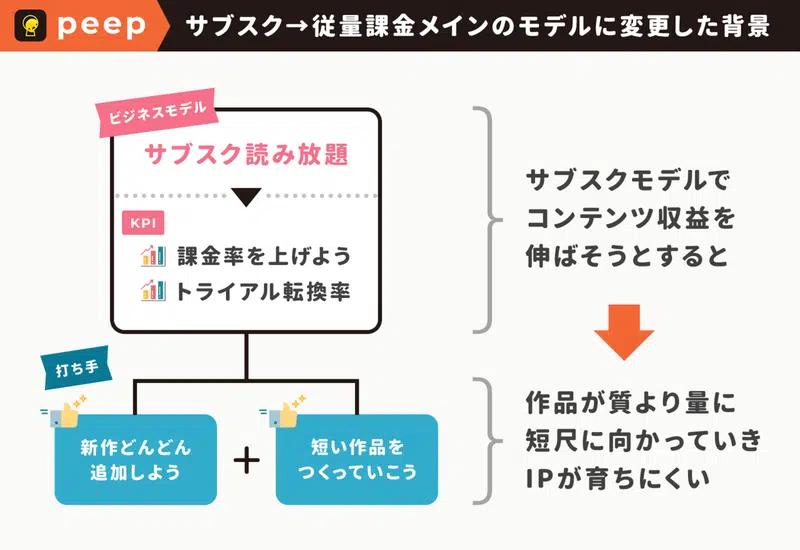 peep
サブスク→従量課金メインのモデルに変更した背景
ビジネスモデル
サブスク読み放題
KPI
課金率を上げよう
トライアル転換率
サブスクモデルで
コンテンツ収益を
伸ばそうとすると
打ち手
新作どんどん
追加しよう
+
短い作品を
つくっていこう
作品が質より量に
短尺に向かっていき
IPが育ちにくい